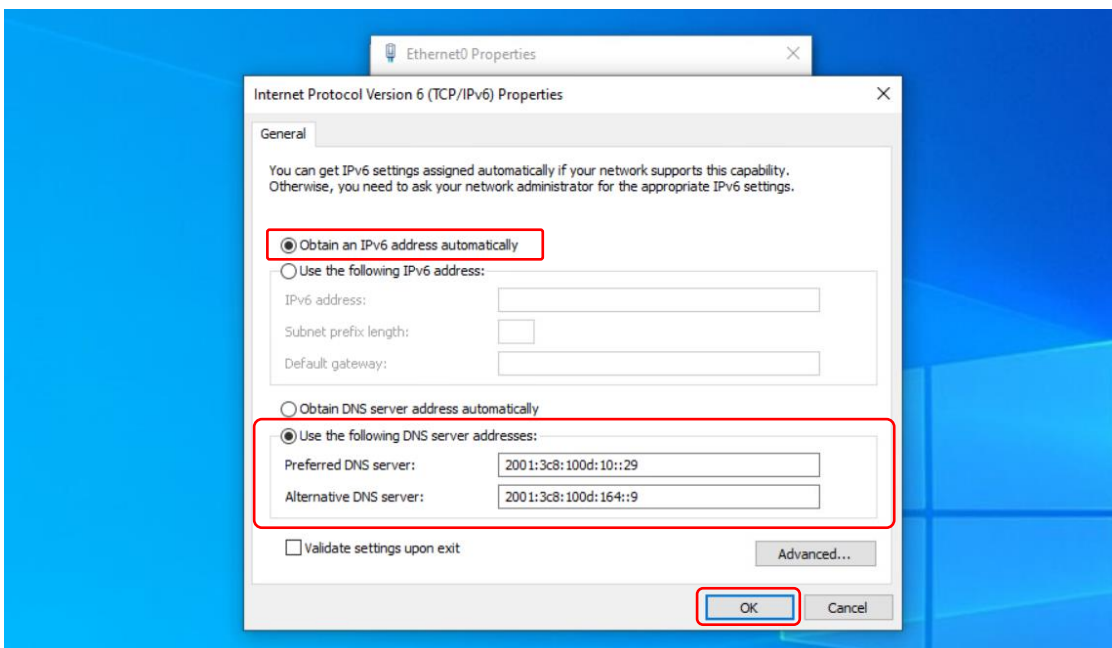 Ethernet0 Properties
Internet Protocol Version 6 (TCP/IPv6) Properties
General
You can get IPv6 settings assigned automatically if your network supports this capability.
Otherwise, you need to ask your network administrator for the appropriate IPv6 settings.
Obtain an IPv6 address automatically
Use the following IPv6 address:
IPv6 address:
Subnet prefix length:
Default gateway:
Obtain DNS server address automatically
Use the following DNS server addresses:
Preferred DNS server: 2001:3c8:100d:10::29
Alternative DNS server: 2001:3c8:100d:164::9
Validate settings upon exit
Advanced...
OK Cancel